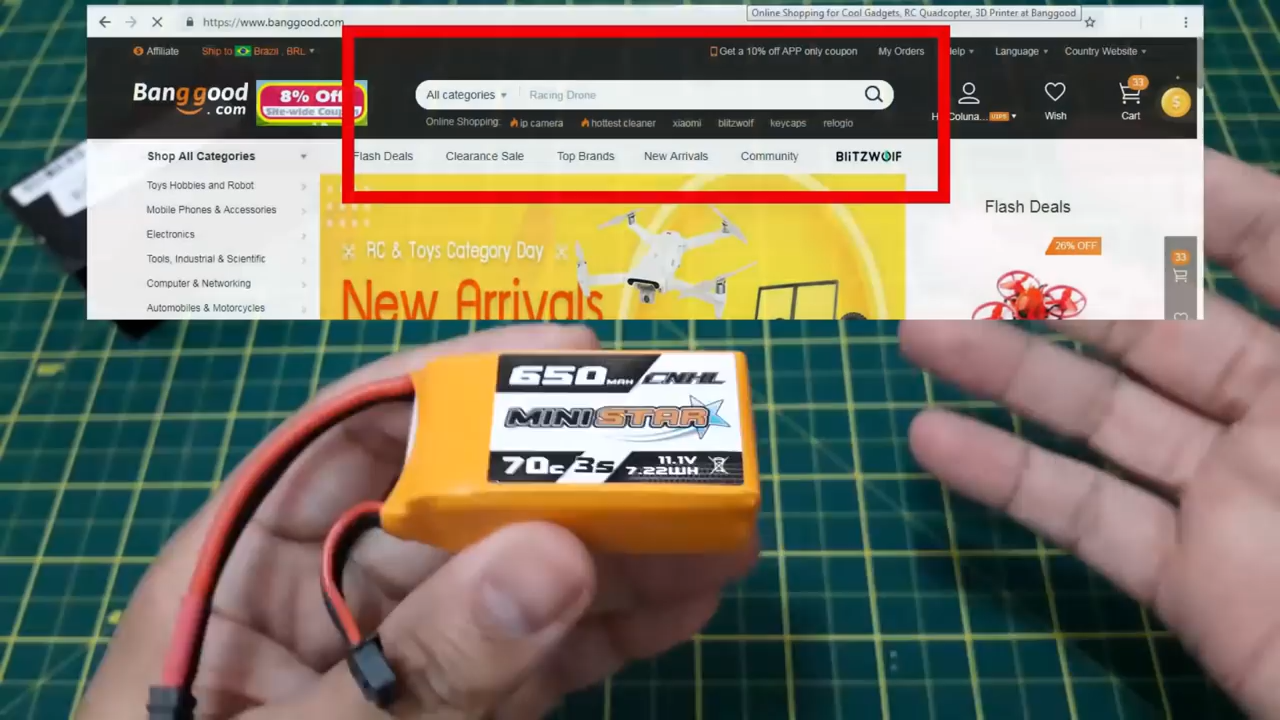 Online Shopping for Cool Gadgets, RC Quadcopter, 3D Printer at Banggood
https://www.banggood.com
Affiliate Ship to Brazil , BRL Get a 10% off APP only coupon My Orders Help Language Country Website
Banggood.com
8% Off
Site-wide Coupon
All categories Racing Drone
33
$
Online Shopping: ip camera hottest cleaner xiaomi blitzwolf keycaps relogio
Coluna... Wish Cart
Shop All Categories Flash Deals Clearance Sale Top Brands New Arrivals Community BLiTZWOlF
Toys Hobbies and Robot
Mobile Phones & Accessories
Electronics
Tools, Industrial & Scientific
Computer & Networking
Automobiles & Motorcycles
RC & Toys Category Day
New Arrivals
Flash Deals
26% OFF
33
650MAH CNHL
MINISTAR
70C 3S 11.1V
7.22WH